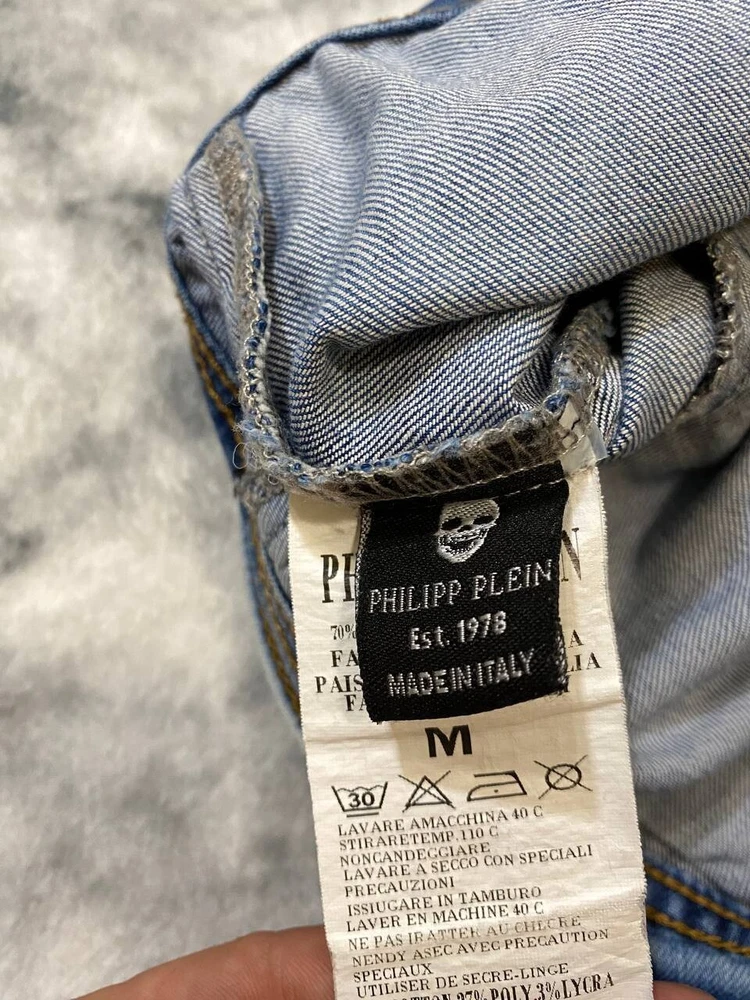 PHILIPP PLEIN
Est. 1978
MADE IN ITALY
PH N
70%
FA A
PAIS LIA
FA
M
30
LAVARE AMACCHINA 40 C
STIRARETEMP.110 C
NONCANDEGGIARE
LAVARE A SECCO CON SPECIALI
PRECAUZIONI
ISSIUGARE IN TAMBURO
LAVER EN MACHINE 40 C
NE PAS IRATTER AU CHLCRE
NENDY ASEC AVEC PRECAUTION
SPECIAUX
UTILISER DE SECRE-LINGE
27% POLY.3%LYCRA